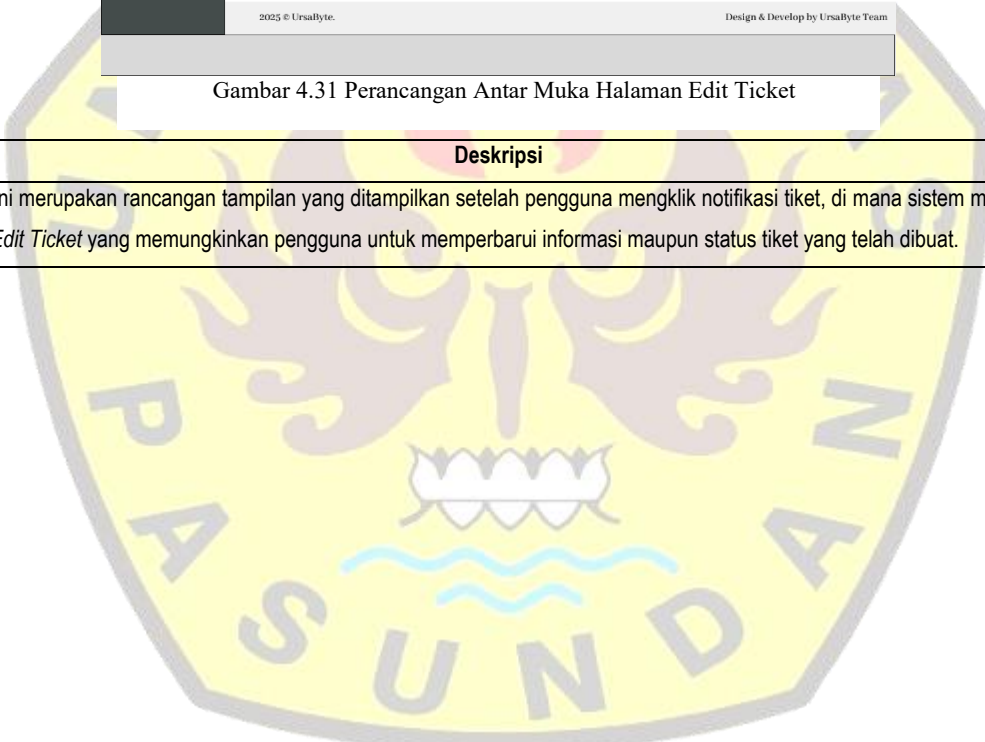 2025 © UrsaByte. Design & Develop by UrsaByte Team
Gambar 4.31 Perancangan Antar Muka Halaman Edit Ticket
Deskripsi
ni merupakan rancangan tampilan yang ditampilkan setelah pengguna mengklik notifikasi tiket, di mana sistem m
Edit Ticket yang memungkinkan pengguna untuk memperbarui informasi maupun status tiket yang telah dibuat.
PASUNDAN